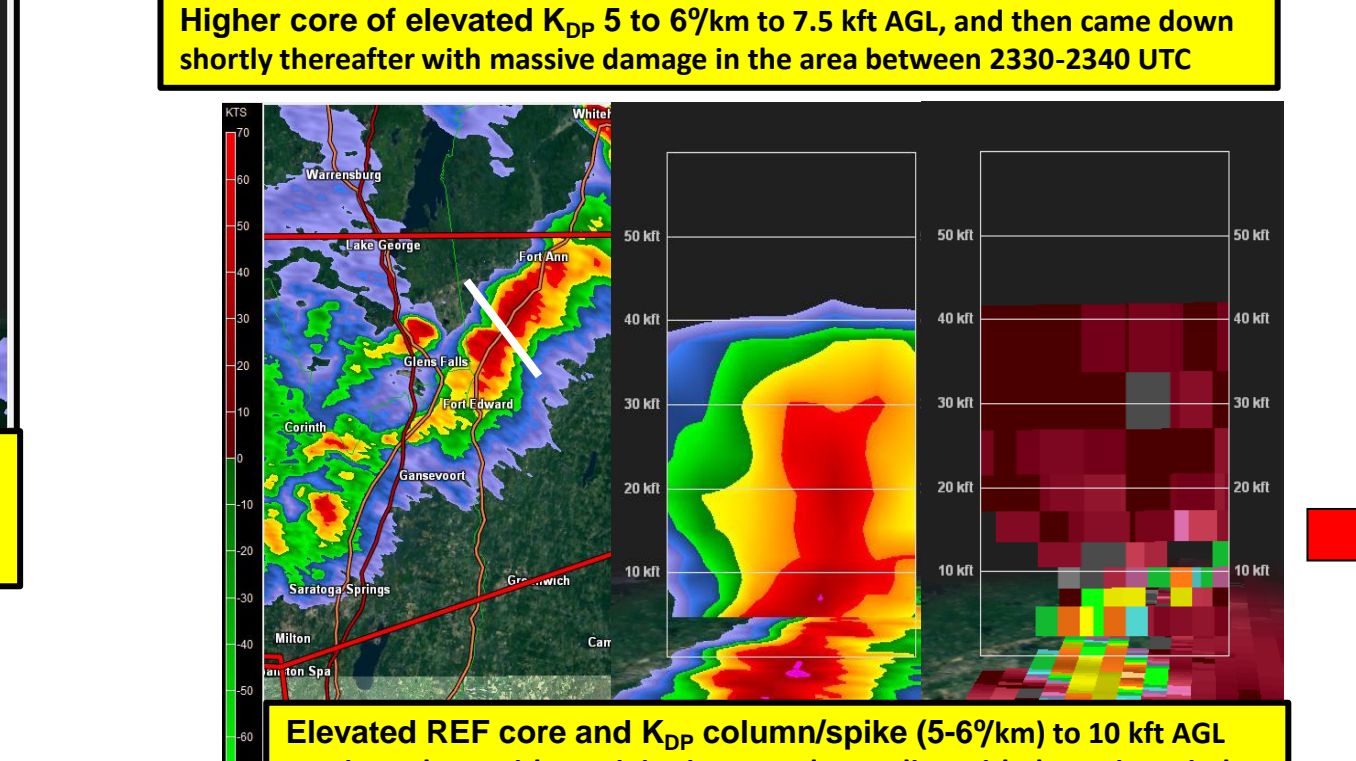 Higher core of elevated KDP 5 to 6º/km to 7.5 kft AGL, and then came down
shortly thereafter with massive damage in the area between 2330-2340 UTC
KTS
70
60
50
40
30
20
10
0
-10
-20
-30
-40
-50
-60
Warrensburg
Lake George
Fort Ann
Glens Falls
Fort Edward
Corinth
Gansevoort
Saratoga Springs
Milton
50 kft
40 kft
30 kft
20 kft
10 kft
50 kft 50 kft
40 kft 40 kft
30 kft 30 kft
20 kft 20 kft
10 kft 10 kft
Elevated REF core and KDP column/spike (5-6º/km) to 10 kft AGL